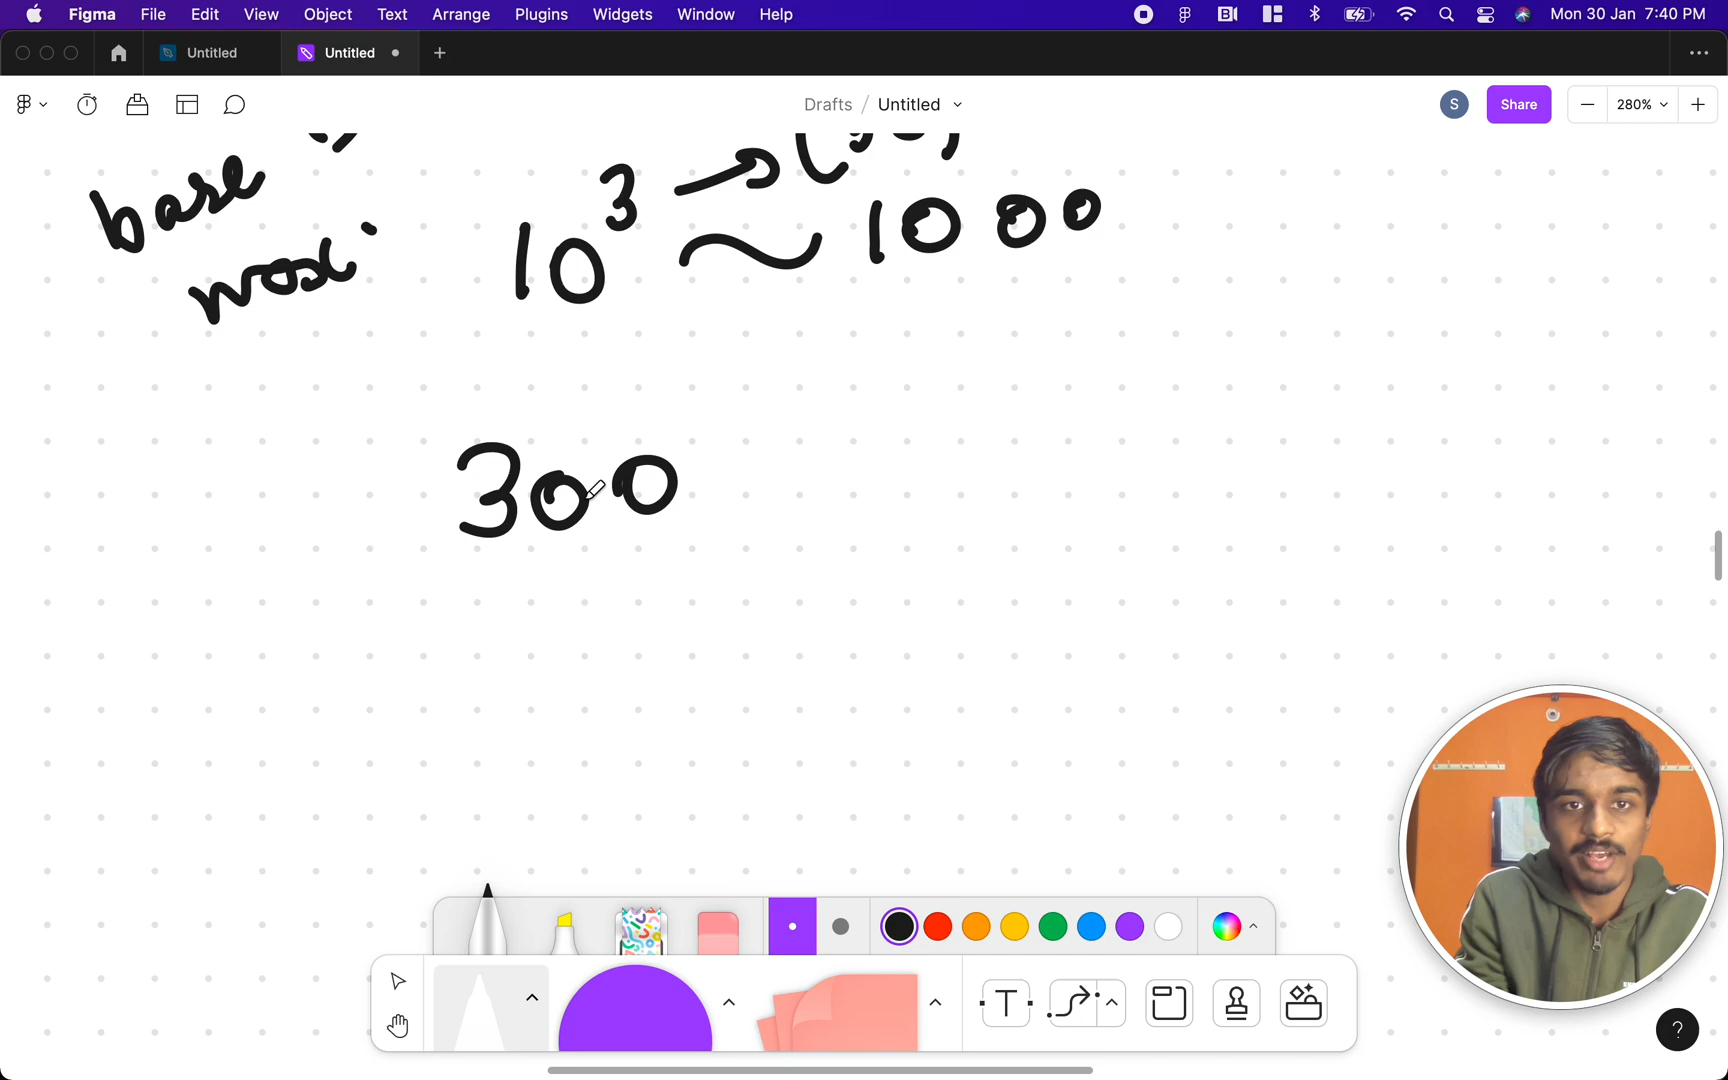 Figma File Edit View Object Text Arrange Plugins Widgets Window Help Mon 30 Jan 7:40 PM
Untitled Untitled
Drafts / Untitled S Share 280%
base
10³ → 1000
300
T
?